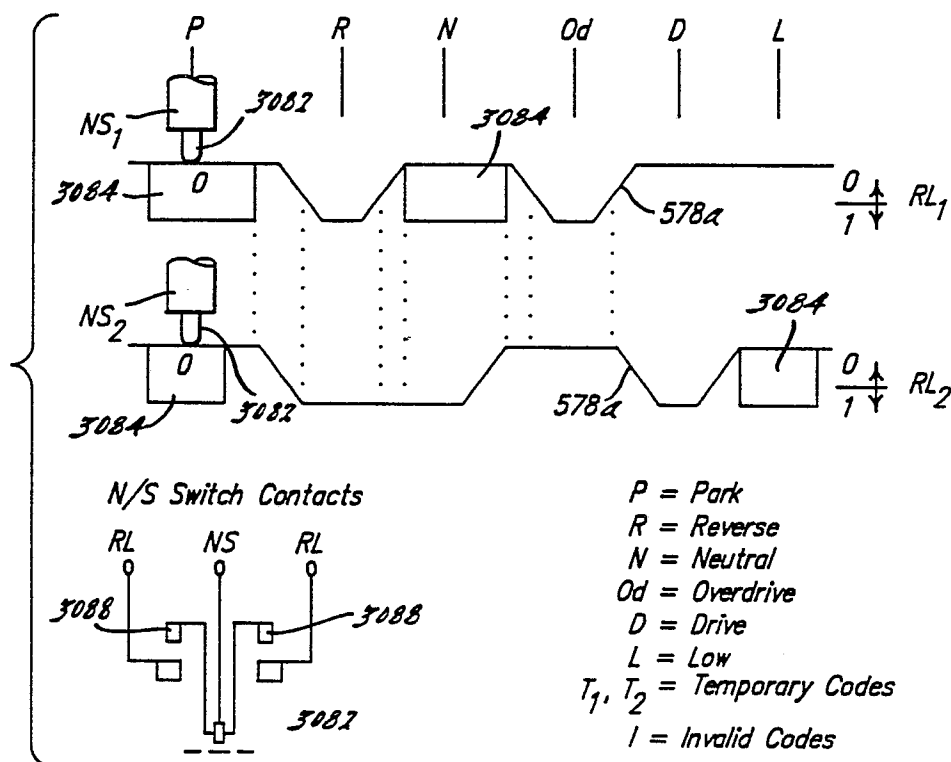 P R N Od D L
3082
NS1
3084
3084 0
578a
0
1 RL1
3084
NS2
0
3082
3084
578a
0
1 RL2
N/S Switch Contacts
RL NS RL
3088 3088
3082
P = Park
R = Reverse
N = Neutral
Od = Overdrive
D = Drive
L = Low
T1, T2 = Temporary Codes
I = Invalid Codes